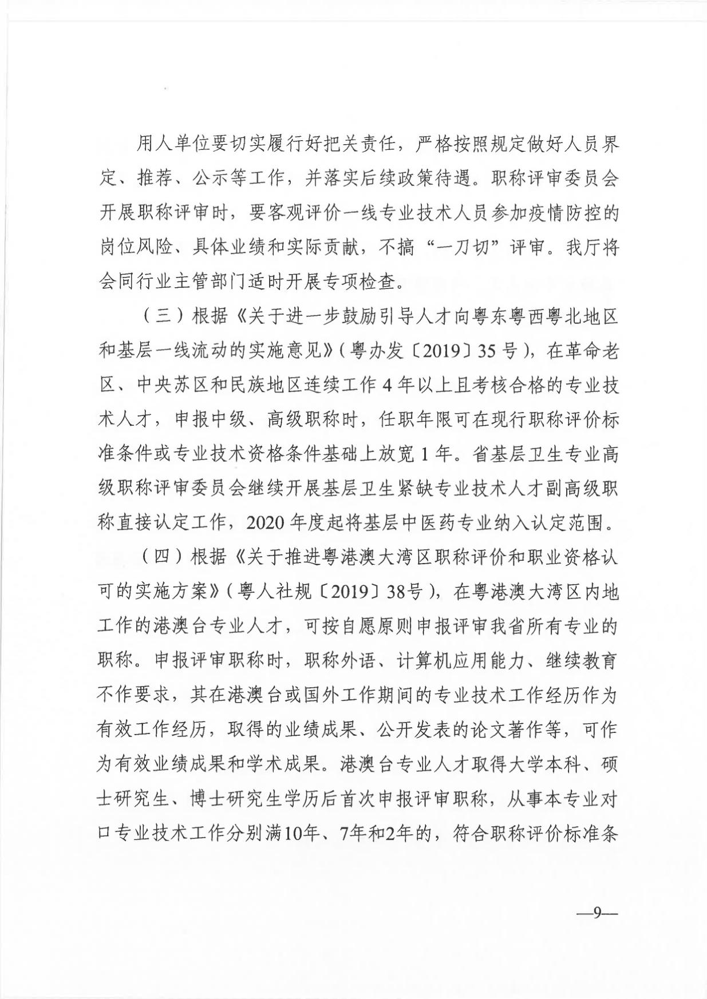 用人单位要切实履行好把关责任，严格按照规定做好人员界
定、推荐、公示等工作，并落实后续政策待遇。职称评审委员会
开展职称评审时，要客观评价一线专业技术人员参加疫情防控的
岗位风险、具体业绩和实际贡献，不搞“一刀切”评审。我厅将
会同行业主管部门适时开展专项检查。
（三）根据《关于进一步鼓励引导人才向粤东粤西粤北地区
和基层一线流动的实施意见》（粤办发〔2019〕35 号），在革命老
区、中央苏区和民族地区连续工作 4 年以上且考核合格的专业技
术人才，申报中级、高级职称时，任职年限可在现行职称评价标
准条件或专业技术资格条件基础上放宽 1 年。省基层卫生专业高
级职称评审委员会继续开展基层卫生紧缺专业技术人才副高级职
称直接认定工作，2020 年度起将基层中医药专业纳入认定范围。
（四）根据《关于推进粤港澳大湾区职称评价和职业资格认
可的实施方案》（粤人社规〔2019〕38号），在粤港澳大湾区内地
工作的港澳台专业人才，可按自愿原则申报评审我省所有专业的
职称。申报评审职称时，职称外语、计算机应用能力、继续教育
不作要求，其在港澳台或国外工作期间的专业技术工作经历作为
有效工作经历，取得的业绩成果、公开发表的论文著作等，可作
为有效业绩成果和学术成果。港澳台专业人才取得大学本科、硕
士研究生、博士研究生学历后首次申报评审职称，从事本专业对
口专业技术工作分别满10年、7年和2年的，符合职称评价标准条
—9—